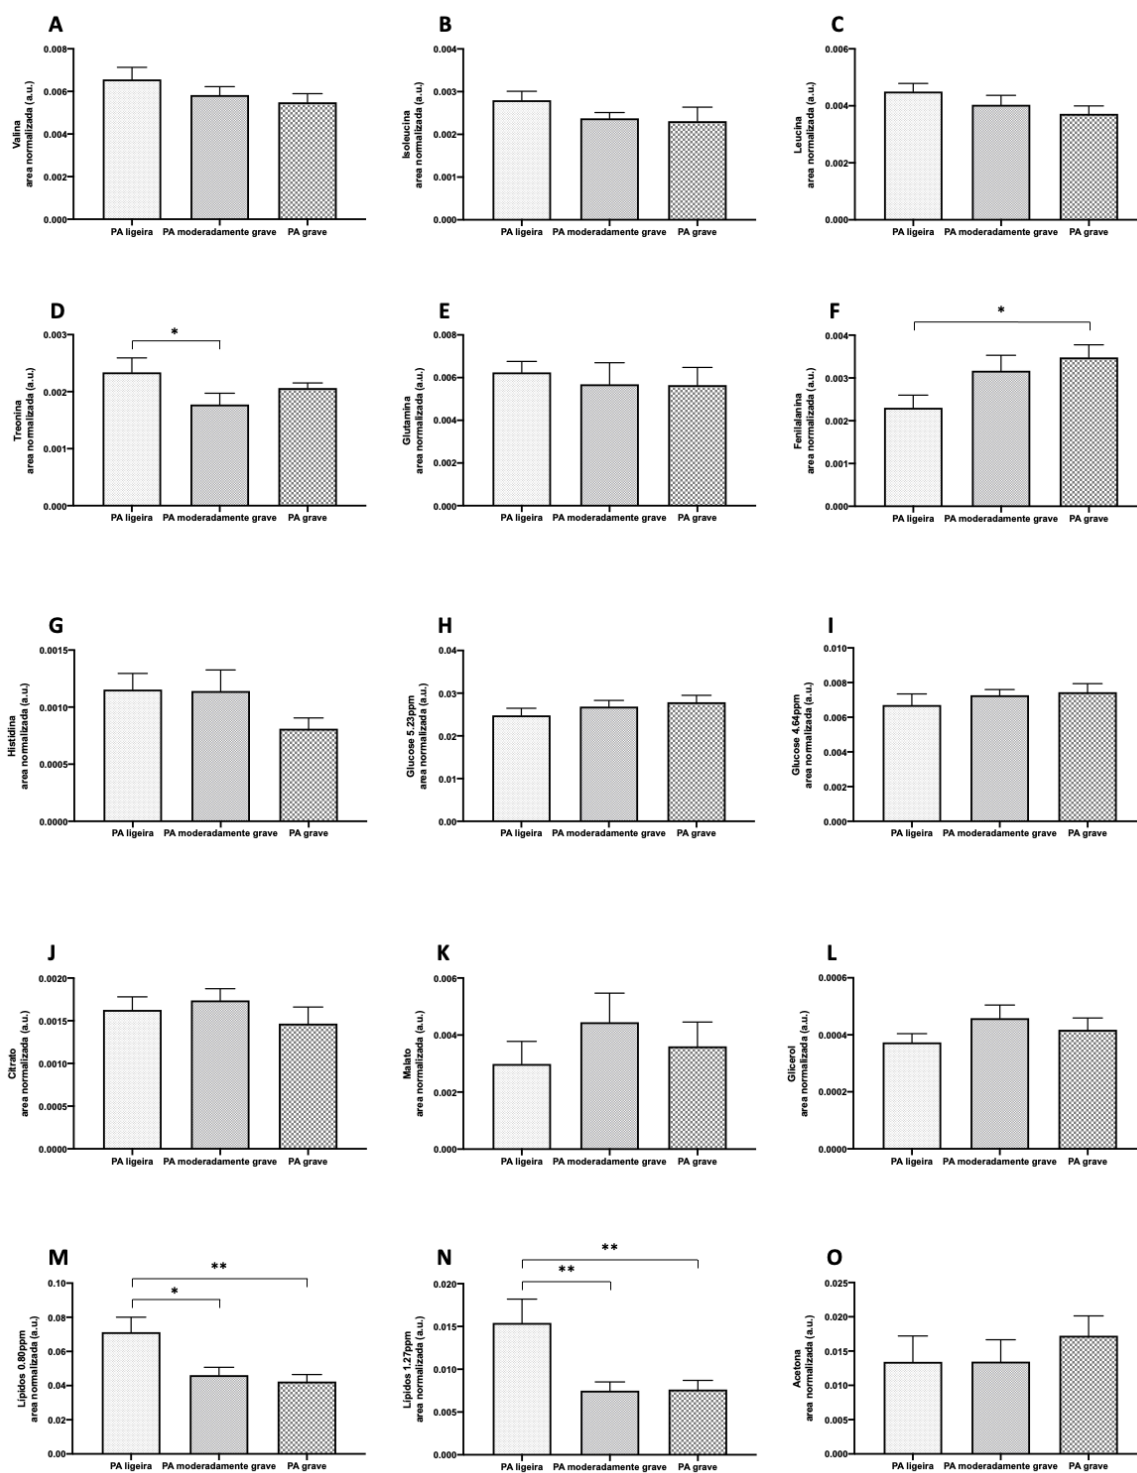 A
B
C
Valina
area normalizada (a.u.)
0.008
0.006
0.004
0.002
0.000
PA ligeira PA moderadamente grave PA grave
Isoleucina
area normalizada (a.u.)
0.004
0.003
0.002
0.001
0.000
PA ligeira PA moderadamente grave PA grave
Leucina
area normalizada (a.u.)
0.006
0.004
0.002
0.000
PA ligeira PA moderadamente grave PA grave
D
E
F
Treonina
area normalizada (a.u.)
0.003
0.002
0.001
0.000
*
PA ligeira PA moderadamente grave PA grave
Glutamina
area normalizada (a.u.)
0.008
0.006
0.004
0.002
0.000
PA ligeira PA moderadamente grave PA grave
Fenilalanina
area normalizada (a.u.)
0.004
0.003
0.002
0.001
0.000
*
PA ligeira PA moderadamente grave PA grave
G
H
I
Histidina
area normalizada (a.u.)
0.0015
0.0010
0.0005
0.0000
PA ligeira PA moderadamente grave PA grave
Glucose 5.23ppm
area normalizada (a.u.)
0.04
0.03
0.02
0.01
0.00
PA ligeira PA moderadamente grave PA grave
Glucose 4.64ppm
area normalizada (a.u.)
0.010
0.008
0.006
0.004
0.002
0.000
PA ligeira PA moderadamente grave PA grave
J
K
L
Citrato
area normalizada (a.u.)
0.0020
0.0015
0.0010
0.0005
0.0000
PA ligeira PA moderadamente grave PA grave
Malato
area normalizada (a.u.)
0.006
0.004
0.002
0.000
PA ligeira PA moderadamente grave PA grave
Glicerol
area normalizada (a.u.)
0.0006
0.0004
0.0002
0.0000
PA ligeira PA moderadamente grave PA grave
M
N
O
Lípidos 0.80ppm
area normalizada (a.u.)
0.10
0.08
0.06
0.04
0.02
0.00
**
*
PA ligeira PA moderadamente grave PA grave
Lípidos 1.27ppm
area normalizada (a.u.)
0.020
0.015
0.010
0.005
0.000
**
**
PA ligeira PA moderadamente grave PA grave
Acetona
area normalizada (a.u.)
0.025
0.020
0.015
0.010
0.005
0.000
PA ligeira PA moderadamente grave PA grave